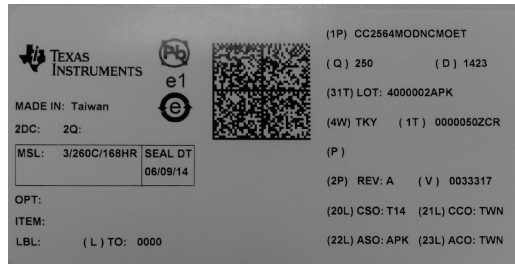 TEXAS
INSTRUMENTS
Pb
e1
e
MADE IN: Taiwan
2DC: 2Q:
MSL: 3/260C/168HR SEAL DT
06/09/14
OPT:
ITEM:
LBL: (L) TO: 0000
(1P) CC2564MODNCMOET
(Q) 250 (D) 1423
(31T) LOT: 4000002APK
(4W) TKY (1T) 0000050ZCR
(P)
(2P) REV: A (V) 0033317
(20L) CSO: T14 (21L) CCO: TWN
(22L) ASO: APK (23L) ACO: TWN